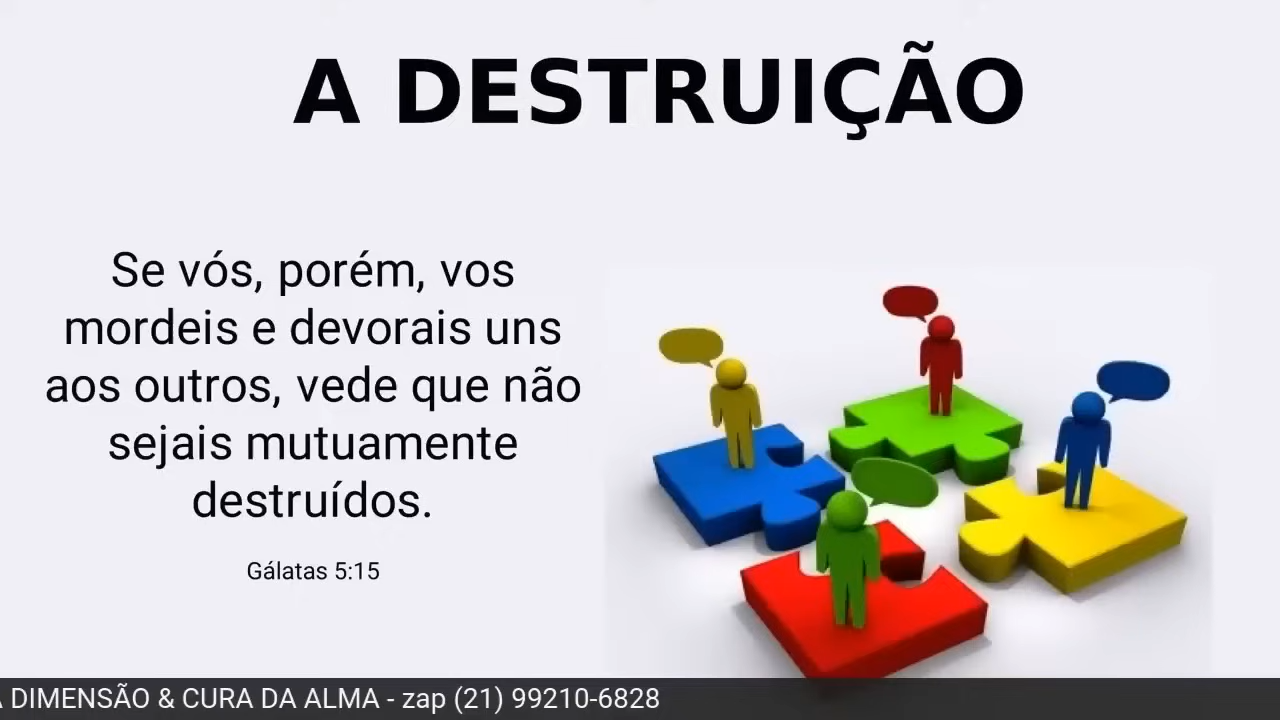 A DESTRUIÇÃO
Se vós, porém, vos
mordeis e devorais uns
aos outros, vede que não
sejais mutuamente
destruídos.
Gálatas 5:15
A DIMENSÃO & CURA DA ALMA - zap (21) 99210-6828